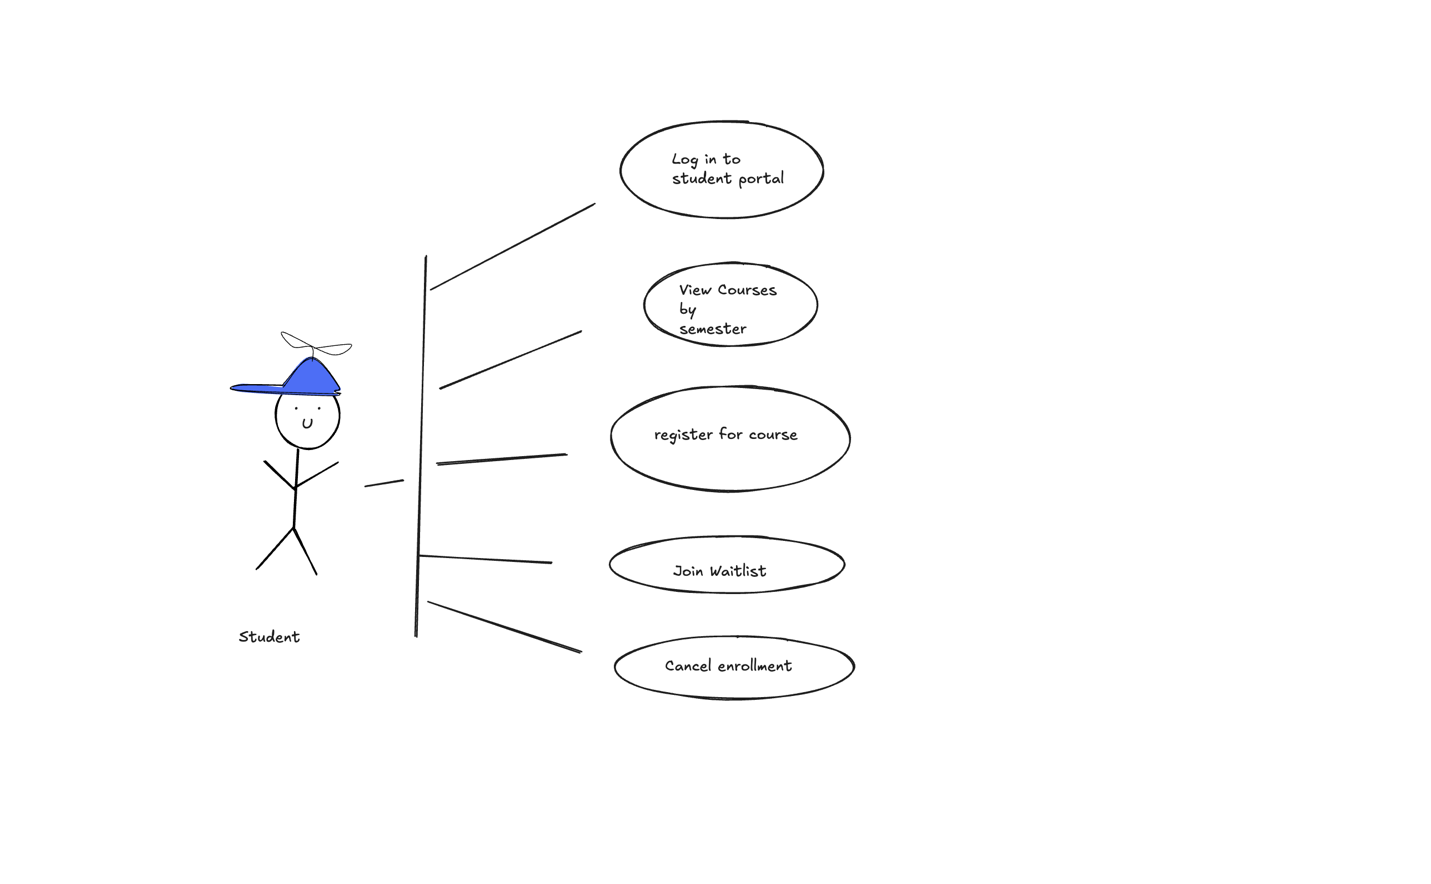 Log in to
student portal
View Courses
by
semester
register for course
Join Waitlist
Student
Cancel enrollment